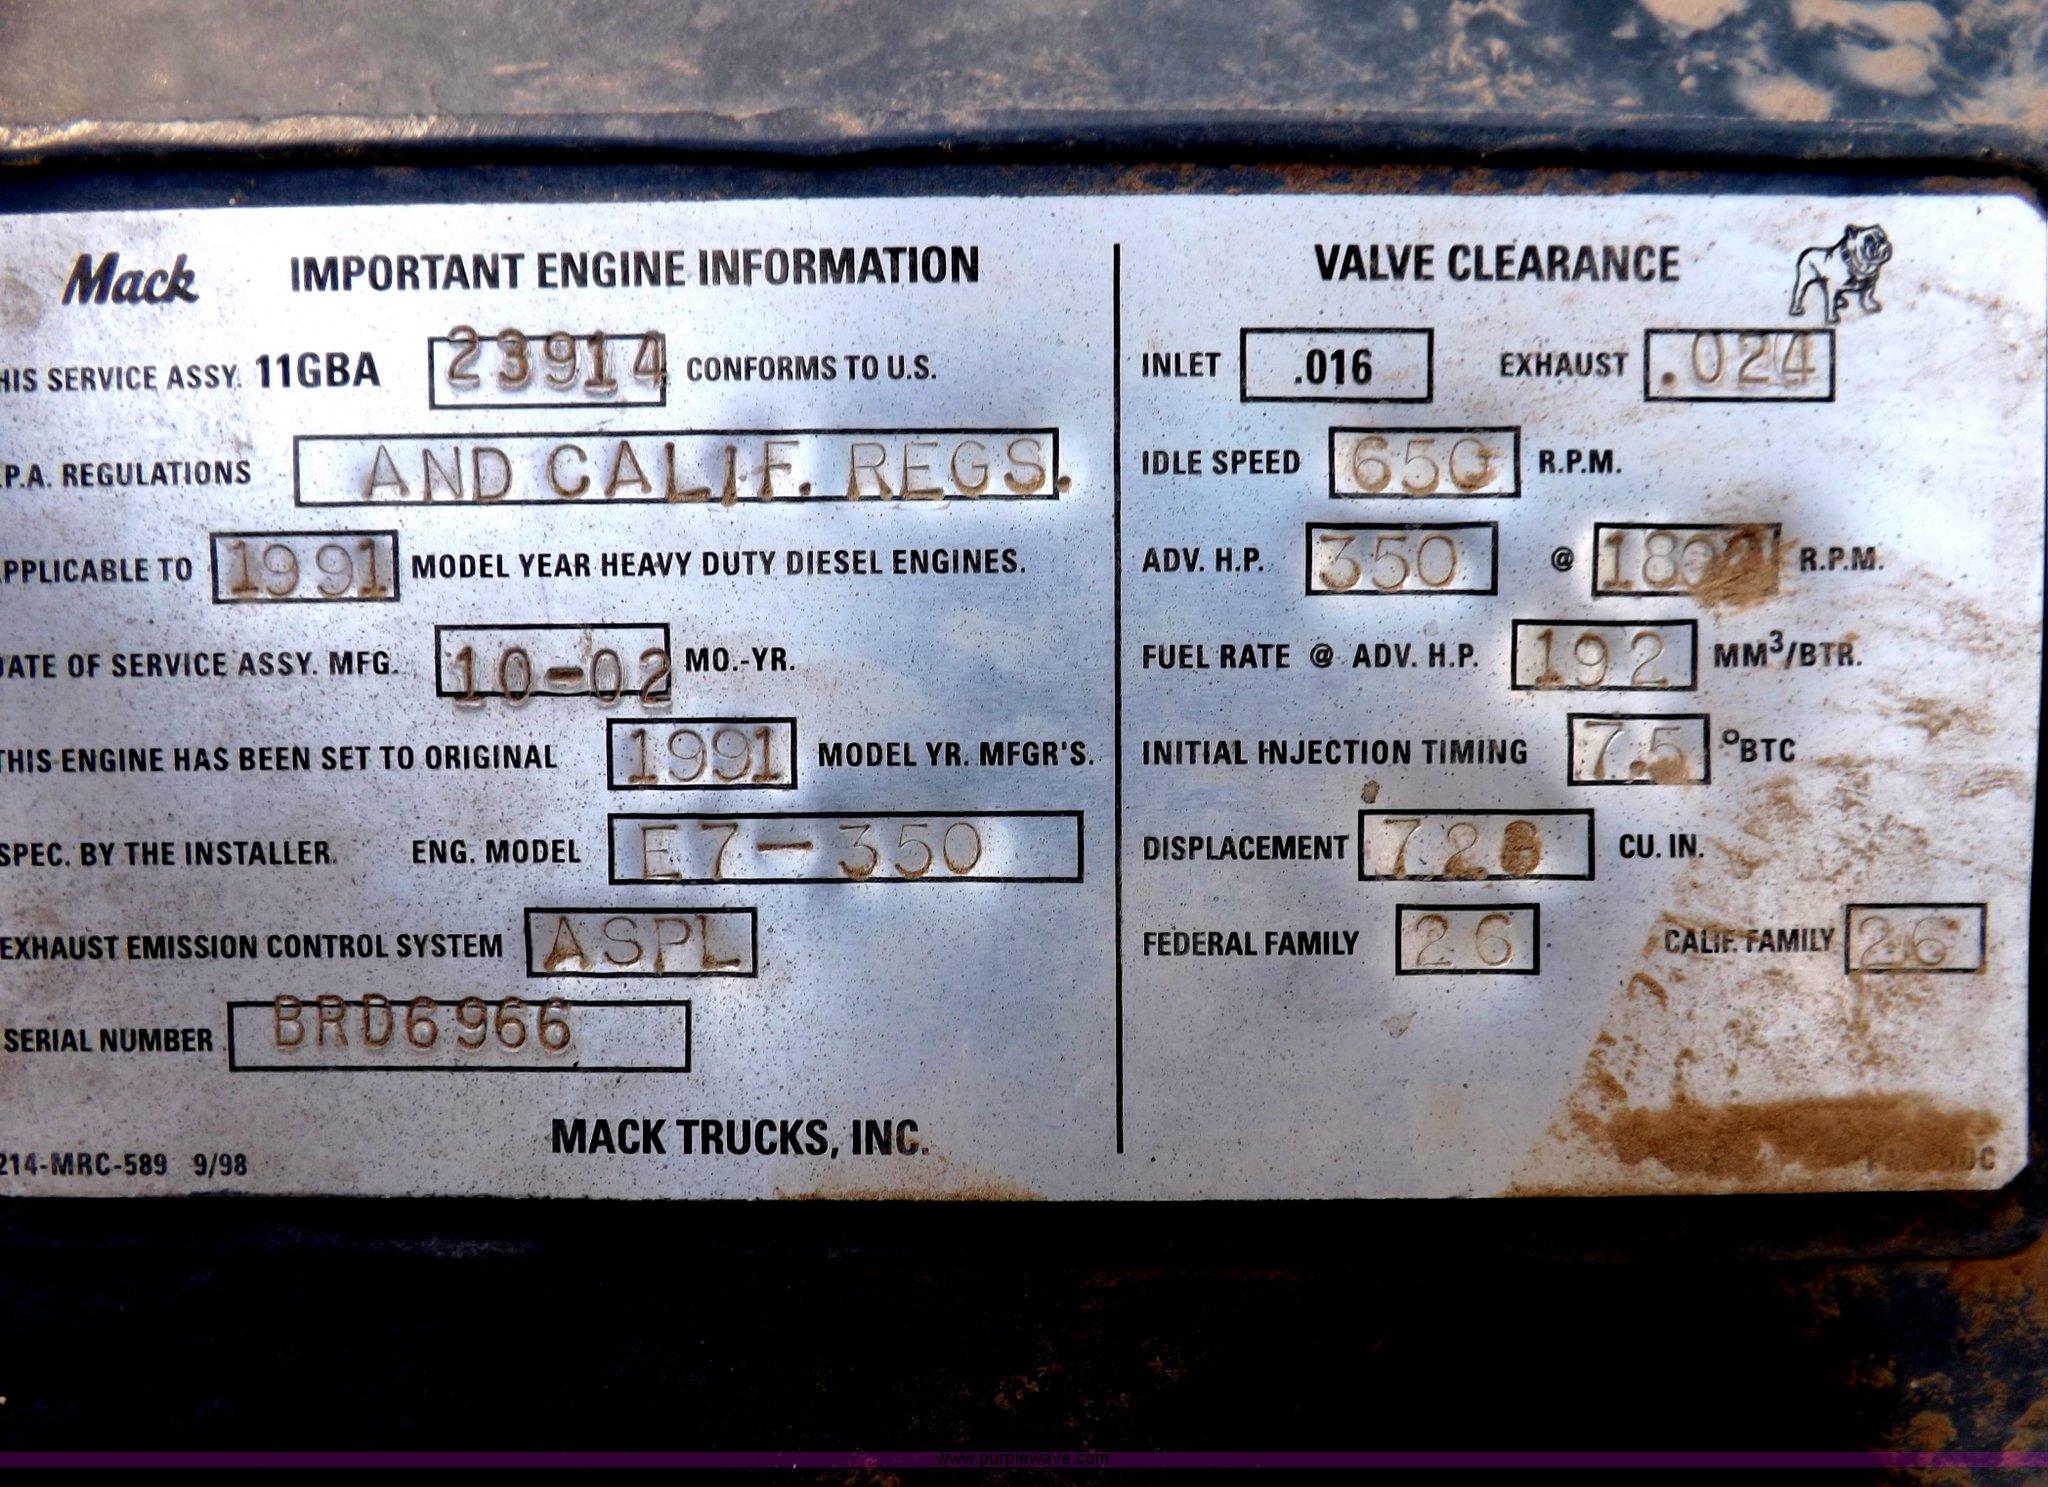 Mack IMPORTANT ENGINE INFORMATION
HIS SERVICE ASSY. 11GBA 23914 CONFORMS TO U.S.
.P.A. REGULATIONS AND CALIF. REGS.
PPLICABLE TO 1991 MODEL YEAR HEAVY DUTY DIESEL ENGINES.
DATE OF SERVICE ASSY. MFG. 10-02 MO.-YR.
THIS ENGINE HAS BEEN SET TO ORIGINAL 1991 MODEL YR. MFGR'S.
SPEC. BY THE INSTALLER. ENG. MODEL E7-350
EXHAUST EMISSION CONTROL SYSTEM ASPL
SERIAL NUMBER BRD6966
MACK TRUCKS, INC.
214-MRC-589 9/98
VALVE CLEARANCE
INLET .016 EXHAUST .024
IDLE SPEED 650 R.P.M.
ADV. H.P. 350 @ R.P.M.
FUEL RATE @ ADV. H.P. 192 MM³/BTR.
INITIAL INJECTION TIMING 7.5 °BTC
DISPLACEMENT 728 CU. IN.
FEDERAL FAMILY 26 CALIF. FAMILY 26
www.purplewave.com